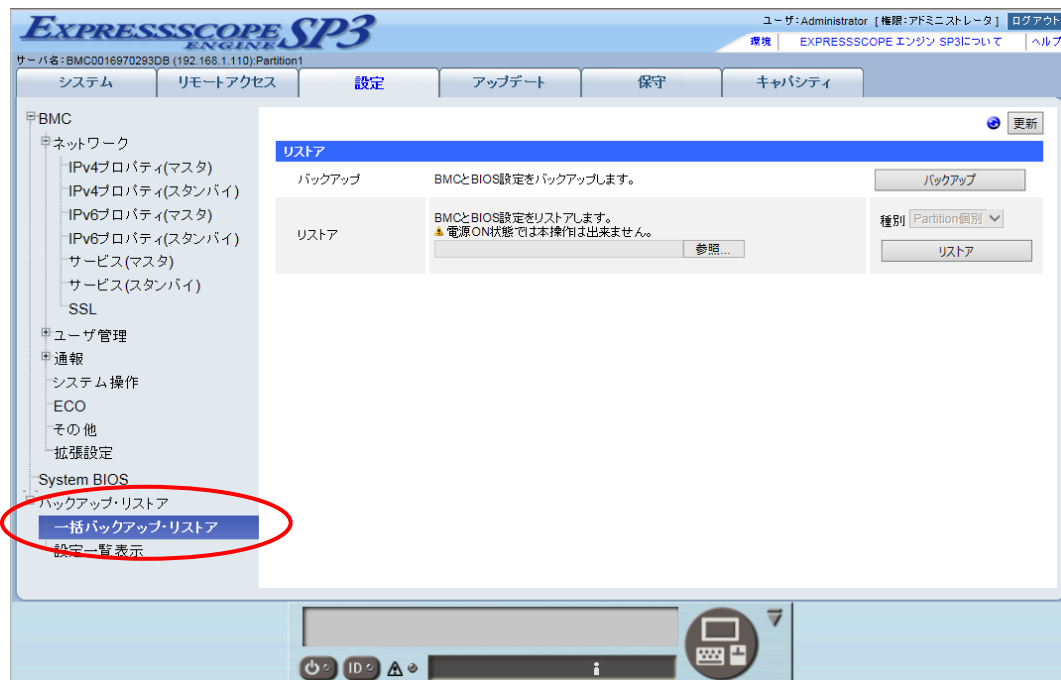 EXPRESSSCOPE ENGINE SP3
ユーザ:Administrator [権限:アドミニストレータ] ログアウト
環境 EXPRESSSCOPE エンジン SP3について ヘルプ
サーバ名:BMC0016970293DB (192.168.1.110):Partition1
システム リモートアクセス 設定 アップデート 保守 キャパシティ
BMC
ネットワーク
IPv4プロパティ(マスタ)
IPv4プロパティ(スタンバイ)
IPv6プロパティ(マスタ)
IPv6プロパティ(スタンバイ)
サービス(マスタ)
サービス(スタンバイ)
SSL
ユーザ管理
通報
システム操作
ECO
その他
拡張設定
System BIOS
バックアップ・リストア
一括バックアップ・リストア
設定一覧表示
更新
リストア
バックアップ BMCとBIOS設定をバックアップします。 バックアップ
リストア
BMCとBIOS設定をリストアします。
電源ON状態では本操作は出来ません。
参照...
種別 Partition個別
リストア
ID